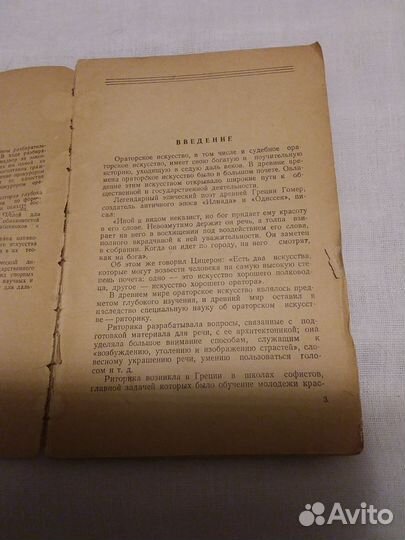 ВВЕДЕНИЕ
Ораторское искусство, в том числе и судебное ора-
торское искусство, имеет свою богатую и поучительную
историю, уходящую в седую даль веков. В древние вре-
мена ораторское искусство было в большом почете. Овла-
дение этим искусством открывало широкие пути к об-
щественной и государственной деятельности.
Легендарный эпический поэт древней Греции Гомер,
создатель античного эпоса «Илиада» и «Одиссея», пи-
сал:
«Иной и видом неказист, но бог придает ему красоту
в его слове. Невозмутимо держит он речь, а толпа взи-
рает на него в восхищении под воздействием его слова,
полного вкрадчивой к ней уважительности. Он заметен
в собрании. Когда он идет по городу, на него смотрят,
как на бога».
Об этом же говорил Цицерон: «Есть два искусства,
которые могут возвести человека на самую высокую сте-
пень почета: одно — это искусство хорошего полковод-
ца, другое — искусство хорошего оратора».
В древнем мире ораторское искусство являлось пред-
метом глубокого изучения, и древний мир оставил в
наследство специальную науку об ораторском искусст-
ве — риторику.
Риторика разрабатывала вопросы, связанные с под-
готовкой материала для речи, с ее архитектоникой; она
уделяла большое внимание способам, служащим к
«возбуждению, утолению и изображению страстей», сло-
весному украшению речи, умению пользоваться голо-
сом и т. д.
Риторика возникла в Греции в школах софистов,
главной задачей которых было обучение молодежи крас-
3
Avito